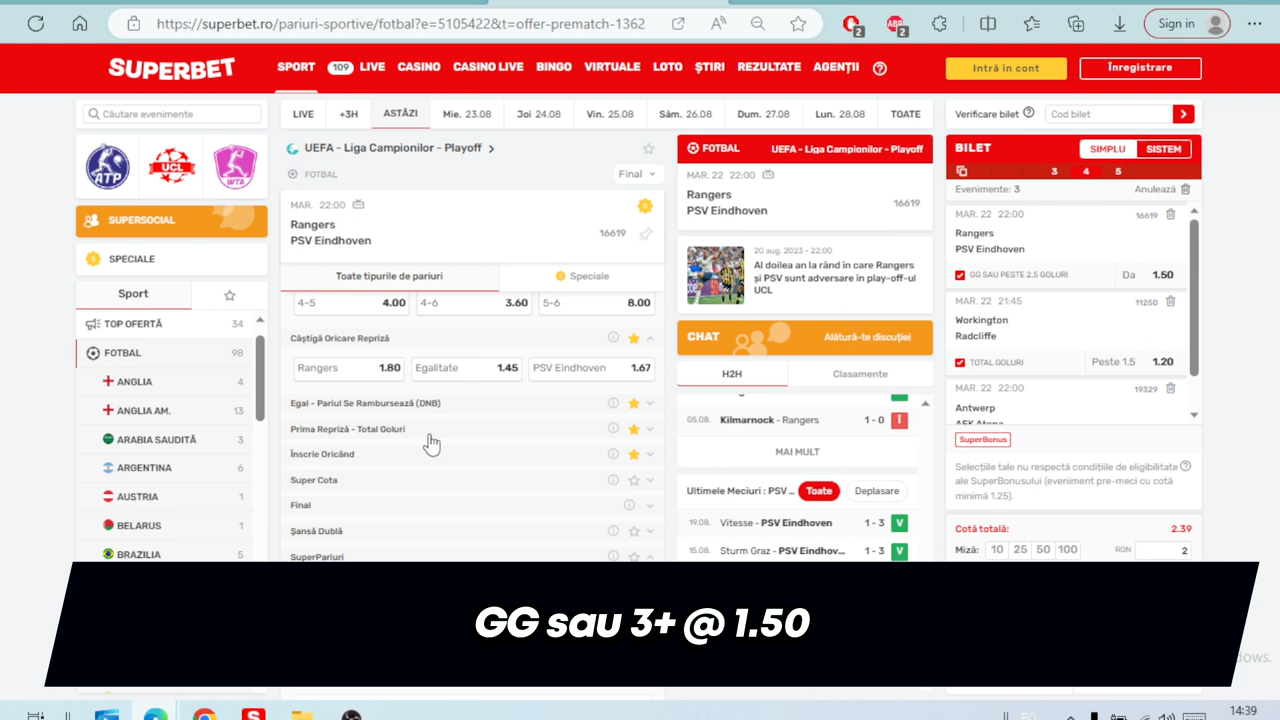 https://superbet.ro/pariuri-sportive/fotbal?e=5105422&t=offer-prematch-1362
2
ABP
2
Sign in
SUPERBET
SPORT
109 LIVE
CASINO
CASINO LIVE
BINGO
VIRTUALE
LOTO
ȘTIRI
REZULTATE
AGENȚII
Intră în cont
Înregistrare
Căutare evenimente
LIVE
+3H
ASTĂZI
Mie. 23.08
Joi 24.08
Vin. 25.08
Sâm. 26.08
Dum. 27.08
Lun. 28.08
TOATE
Verificare bilet
Cod bilet
ATP
UCL
WTA
SUPERSOCIAL
SPECIALE
Sport
TOP OFERTĂ 34
FOTBAL 98
ANGLIA 4
ANGLIA AM. 13
ARABIA SAUDITĂ 3
ARGENTINA 6
AUSTRIA 1
BELARUS 1
BRAZILIA 5
UEFA - Liga Campionilor - Playoff
FOTBAL
Final
MAR. 22:00
Rangers
PSV Eindhoven
16619
Toate tipurile de pariuri
Speciale
4-5 4.00
4-6 3.60
5-6 8.00
Câștigă Oricare Repriză
Rangers 1.80
Egalitate 1.45
PSV Eindhoven 1.67
Egal - Pariul Se Rambursează (DNB)
Prima Repriză - Total Goluri
Înscrie Oricând
Super Cota
Final
Șansă Dublă
SuperPariuri
FOTBAL
UEFA - Liga Campionilor - Playoff
MAR. 22 22:00
Rangers
PSV Eindhoven
16619
20 aug. 2023 - 22:00
Al doilea an la rând în care Rangers
și PSV sunt adversare în play-off-ul
UCL
CHAT
Alătură-te discuției
H2H
Clasamente
05.08. Kilmarnock - Rangers 1 - 0 Î
MAI MULT
Ultimele Meciuri : PSV ...
Toate
Deplasare
19.08. Vitesse - PSV Eindhoven 1 - 3 V
15.08. Sturm Graz - PSV Eindhov... 1 - 3 V
BILET
SIMPLU
SISTEM
3 4 5
Evenimente: 3
Anulează
MAR. 22 22:00
16619
Rangers
PSV Eindhoven
GG SAU PESTE 2.5 GOLURI Da 1.50
MAR. 22 21:45
11250
Workington
Radcliffe
TOTAL GOLURI Peste 1.5 1.20
MAR. 22 22:00
19329
Antwerp
AEK Atena
SuperBonus
Selecțiile tale nu respectă condițiile de eligibilitate
ale SuperBonusului (eveniment pre-meci cu cotă
minimă 1.25).
Cotă totală: 2.39
Miză: 10 25 50 100 RON 2
GG sau 3+ @ 1.50
14:39